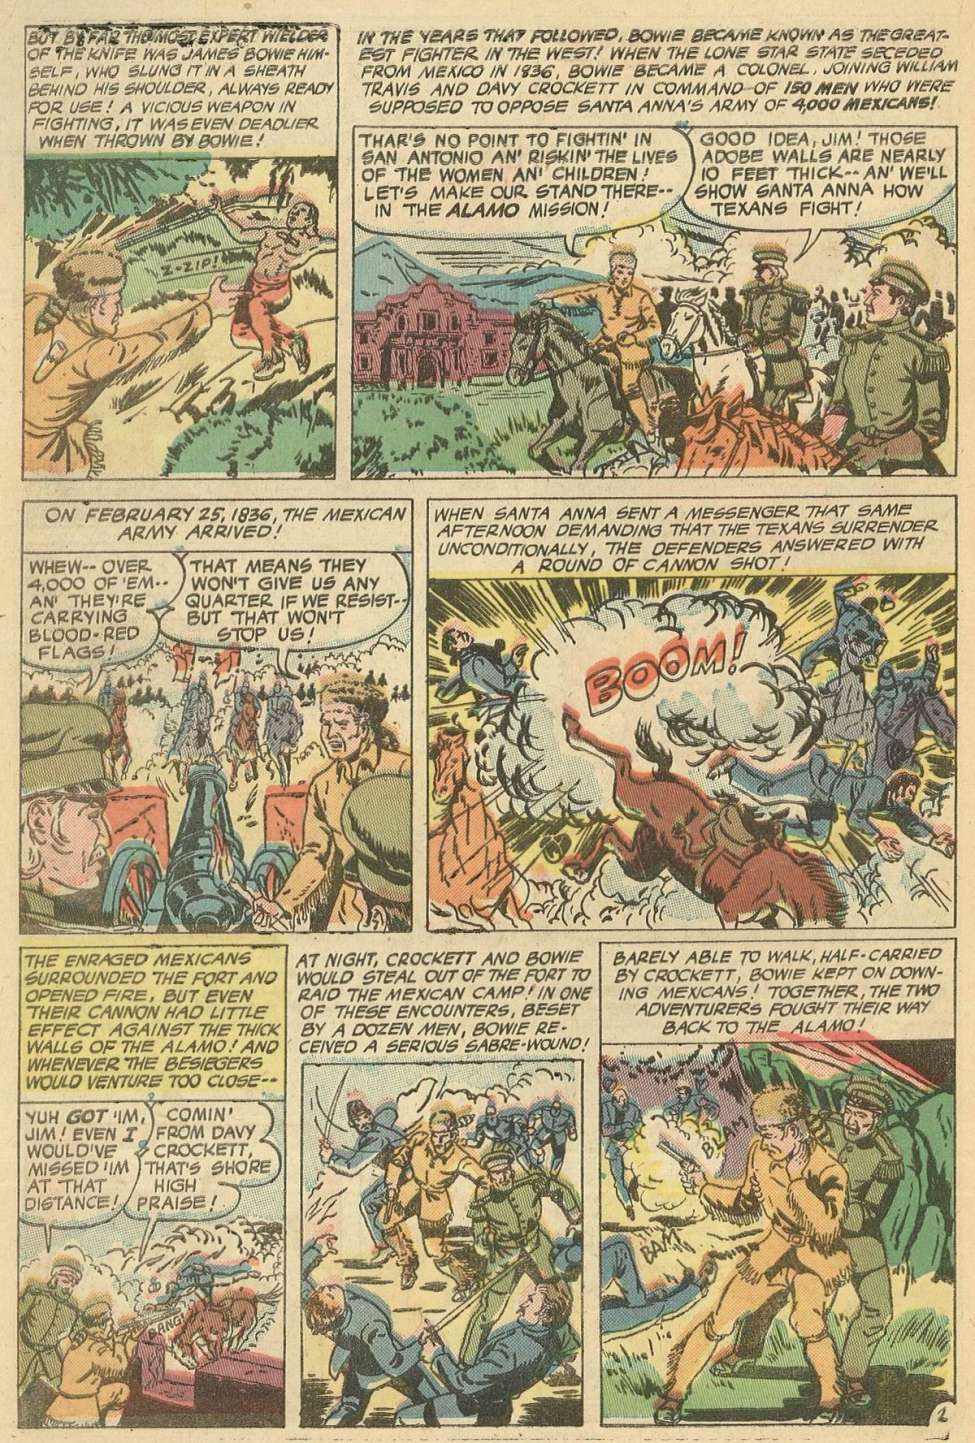 BUT BY FAR THE MOST EXPERT WIELDER
OF THE KNIFE WAS JAMES BOWIE HIM-
SELF, WHO SLUNG IT IN A SHEATH
BEHIND HIS SHOULDER, ALWAYS READY
FOR USE! A VICIOUS WEAPON IN
FIGHTING, IT WAS EVEN DEADLIER
WHEN THROWN BY BOWIE!
Z-ZIP!
IN THE YEARS THAT FOLLOWED, BOWIE BECAME KNOWN AS THE GREAT-
EST FIGHTER IN THE WEST! WHEN THE LONE STAR STATE SECEDED
FROM MEXICO IN 1836, BOWIE BECAME A COLONEL, JOINING WILLIAM
TRAVIS AND DAVY CROCKETT IN COMMAND OF 150 MEN WHO WERE
SUPPOSED TO OPPOSE SANTA ANNA'S ARMY OF 4,000 MEXICANS!
THAR'S NO POINT TO FIGHTIN' IN
SAN ANTONIO AN' RISKIN' THE LIVES
OF THE WOMEN AN' CHILDREN!
LET'S MAKE OUR STAND THERE--
IN THE ALAMO MISSION!
GOOD IDEA, JIM! THOSE
ADOBE WALLS ARE NEARLY
10 FEET THICK-- AN' WE'LL
SHOW SANTA ANNA HOW
TEXANS FIGHT!
ON FEBRUARY 25, 1836, THE MEXICAN
ARMY ARRIVED!
WHEW-- OVER
4,000 OF 'EM--
AN' THEY'RE
CARRYING
BLOOD-RED
FLAGS!
THAT MEANS THEY
WON'T GIVE US ANY
QUARTER IF WE RESIST--
BUT THAT WON'T
STOP US!
WHEN SANTA ANNA SENT A MESSENGER THAT SAME
AFTERNOON DEMANDING THAT THE TEXANS SURRENDER
UNCONDITIONALLY, THE DEFENDERS ANSWERED WITH
A ROUND OF CANNON SHOT!
BOOM!
THE ENRAGED MEXICANS
SURROUNDED THE FORT AND
OPENED FIRE, BUT EVEN
THEIR CANNON HAD LITTLE
EFFECT AGAINST THE THICK
WALLS OF THE ALAMO! AND
WHENEVER THE BESIEGERS
WOULD VENTURE TOO CLOSE--
YUH GOT 'IM,
JIM! EVEN I
WOULD'VE
MISSED 'IM
AT THAT
DISTANCE!
COMIN'
FROM DAVY
CROCKETT,
THAT'S SHORE
HIGH
PRAISE!
BANG!
AT NIGHT, CROCKETT AND BOWIE
WOULD STEAL OUT OF THE FORT TO
RAID THE MEXICAN CAMP! IN ONE
OF THESE ENCOUNTERS, BESET
BY A DOZEN MEN, BOWIE RE-
CEIVED A SERIOUS SABRE-WOUND!
BARELY ABLE TO WALK, HALF-CARRIED
BY CROCKETT, BOWIE KEPT ON DOWN-
ING MEXICANS! TOGETHER, THE TWO
ADVENTURERS FOUGHT THEIR WAY
BACK TO THE ALAMO!
BAM
BAM
2